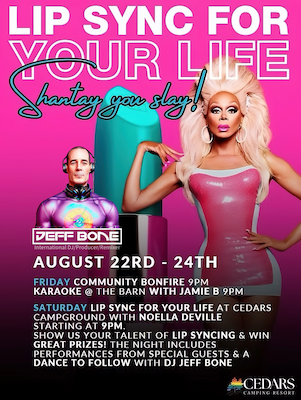 LIP SYNC FOR
YOUR LIFE
Shantay you slay!
JEFF BONE
International DJ/Producer/Remixer
AUGUST 22RD - 24TH
FRIDAY COMMUNITY BONFIRE 9PM
KARAOKE @ THE BARN WITH JAMIE B 9PM
SATURDAY LIP SYNC FOR YOUR LIFE AT CEDARS
CAMPGROUND WITH NOELLA DEVILLE
STARTING AT 9PM.
SHOW US YOUR TALENT OF LIP SYNCING & WIN
GREAT PRIZES! THE NIGHT INCLUDES
PERFORMANCES FROM SPECIAL GUESTS & A
DANCE TO FOLLOW WITH DJ JEFF BONE
CEDARS
CAMPING RESORT